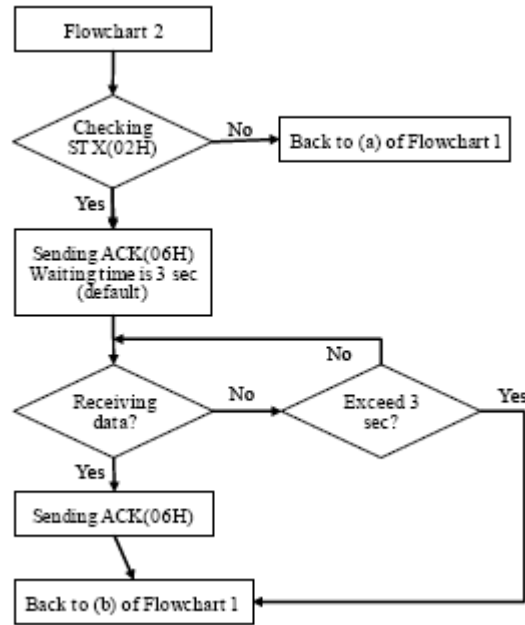 Flowchart 2
Checking
STX(02H)
No
Back to (a) of Flowchart 1
Yes
Sending ACK(06H)
Waiting time is 3 sec
(default)
No
Receiving
data?
No
Exceed 3
sec?
Yes
Yes
Sending ACK(06H)
Back to (b) of Flowchart 1